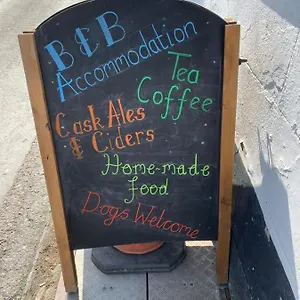 B & B
Accommodation
Tea
Coffee
Cask Ales
& Ciders
Home-made
food
Dogs Welcome